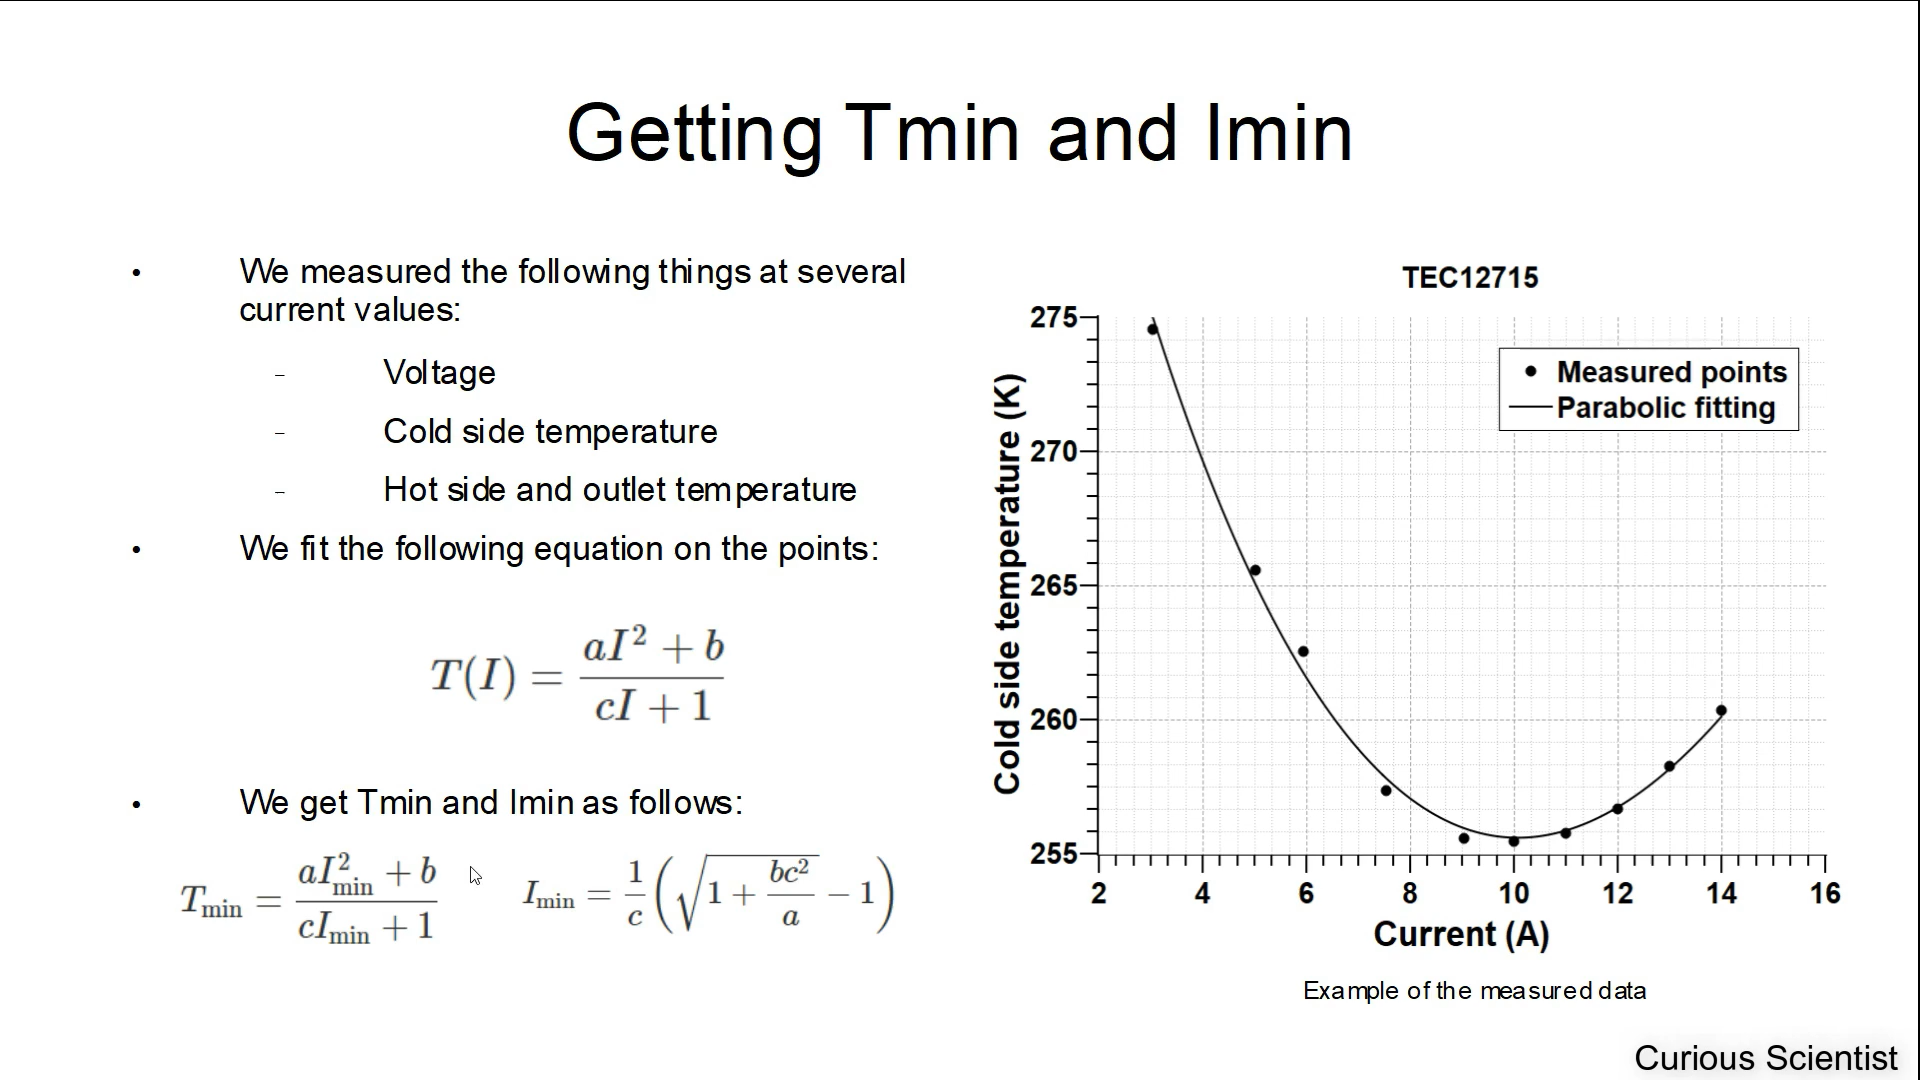 Getting Tmin and Imin
• We measured the following things at several
current values:
– Voltage
– Cold side temperature
– Hot side and outlet temperature
• We fit the following equation on the points:
T(I) = (aI² + b) / (cI + 1)
• We get Tmin and Imin as follows:
T_min = (aI²_min + b) / (cI_min + 1)
I_min = 1/c (√(1 + bc²/a) − 1)
TEC12715
Measured points
Parabolic fitting
Cold side temperature (K)
275
270
265
260
255
2 4 6 8 10 12 14 16
Current (A)
Example of the measured data
Curious Scientist